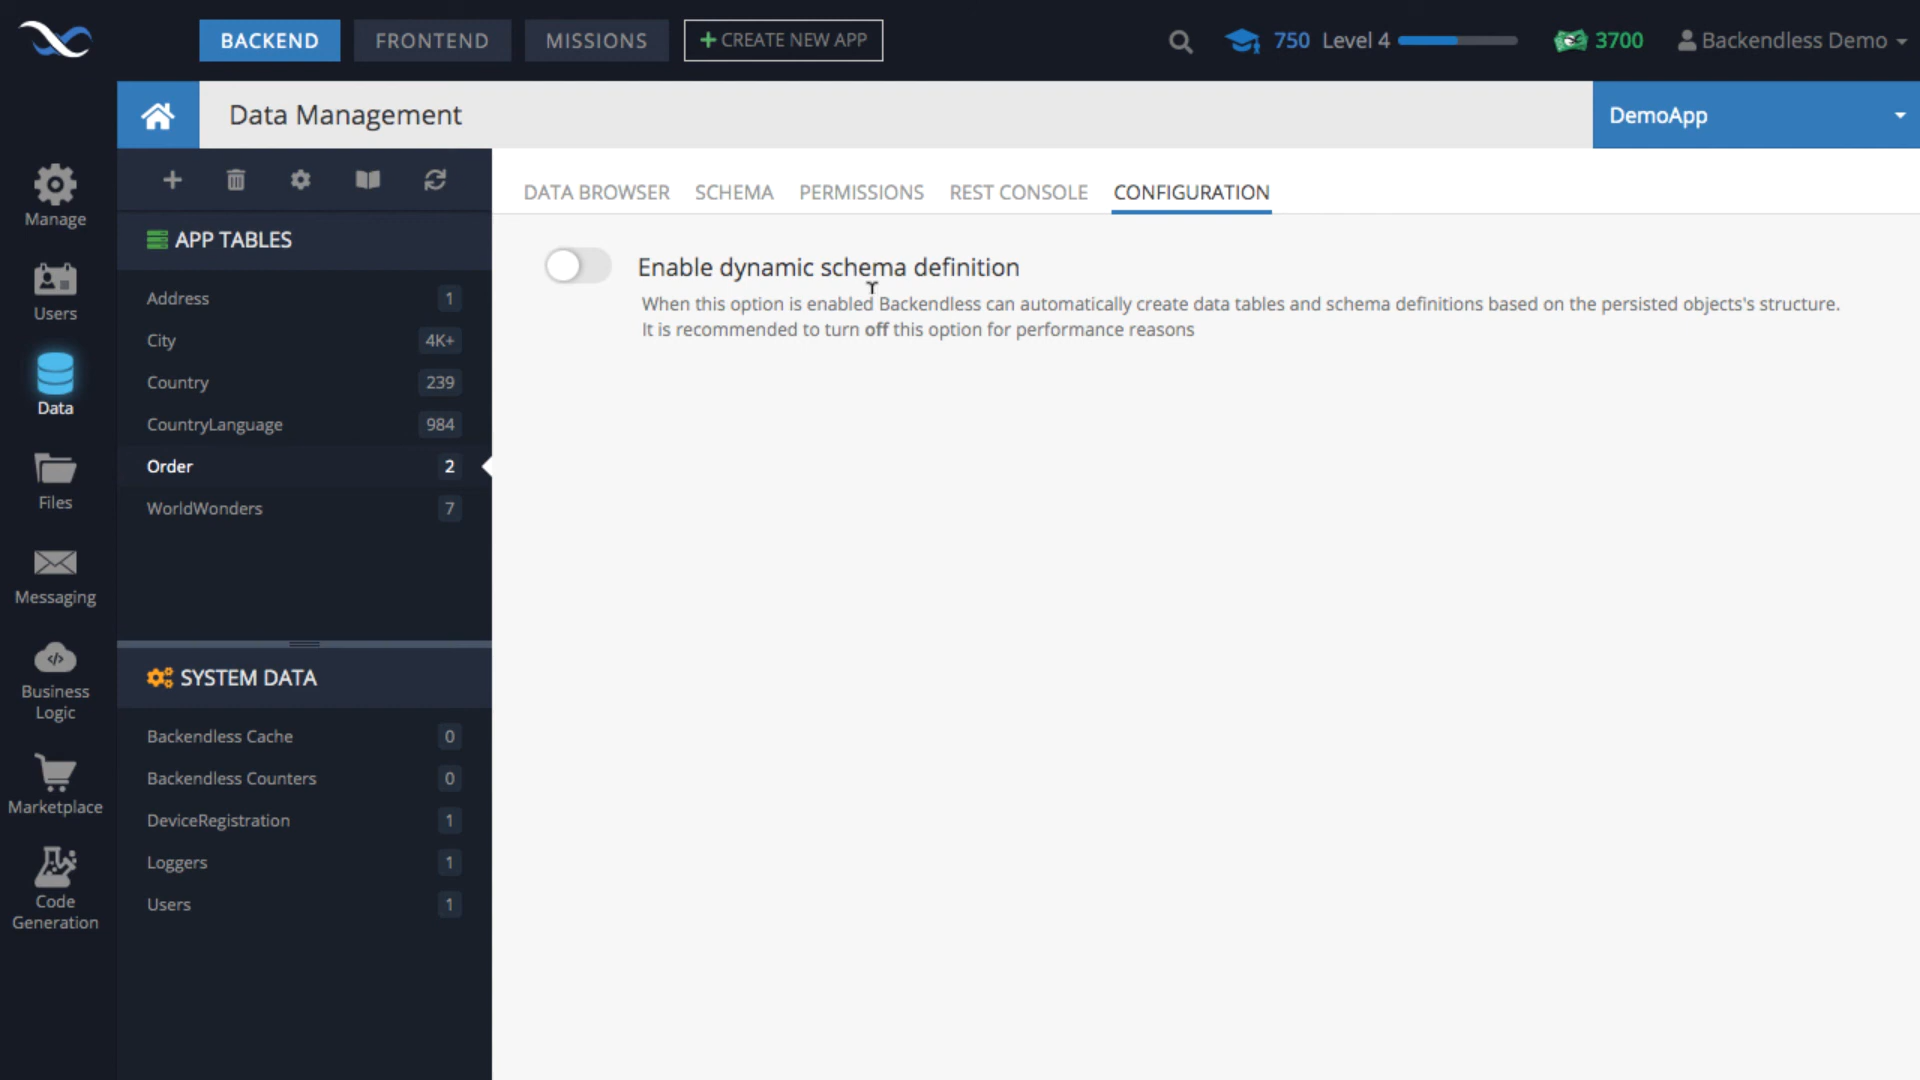 BACKEND FRONTEND MISSIONS + CREATE NEW APP 750 Level 4 3700 Backendless Demo
Data Management DemoApp
Manage
Users
Data
Files
Messaging
Business
Logic
Marketplace
Code
Generation
APP TABLES
Address 1
City 4K+
Country 239
CountryLanguage 984
Order 2
WorldWonders 7
SYSTEM DATA
Backendless Cache 0
Backendless Counters 0
DeviceRegistration 1
Loggers 1
Users 1
DATA BROWSER SCHEMA PERMISSIONS REST CONSOLE CONFIGURATION
Enable dynamic schema definition
When this option is enabled Backendless can automatically create data tables and schema definitions based on the persisted objects's structure.
It is recommended to turn off this option for performance reasons